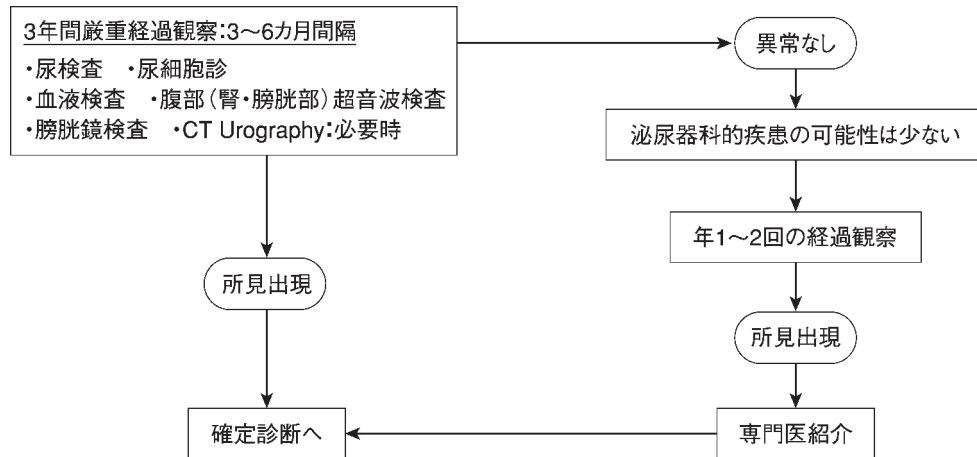 3年間厳重経過観察:3〜6カ月間隔
・尿検査 ・尿細胞診
・血液検査 ・腹部(腎・膀胱部)超音波検査
・膀胱鏡検査 ・CT Urography:必要時
異常なし
泌尿器科的疾患の可能性は少ない
年1〜2回の経過観察
所見出現
所見出現
確定診断へ
専門医紹介